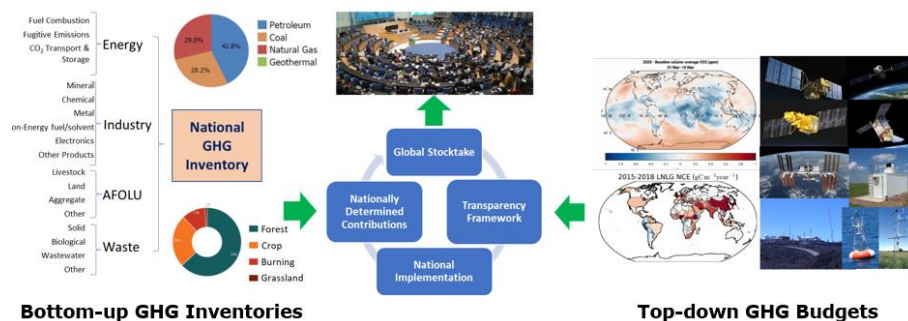 Fuel Combustion
Fugitive Emissions
CO₂ Transport &
Storage
Energy
Mineral
Chemical
Metal
on-Energy fuel/solvent
Electronics
Other Products
Industry
Livestock
Land
Aggregate
Other
AFOLU
Solid
Biological
Wastewater
Other
Waste
29.0%
42.8%
28.2%
Petroleum
Coal
Natural Gas
Geothermal
National
GHG
Inventory
Forest
Crop
Burning
Grassland
Global Stocktake
Nationally
Determined
Contributions
Transparency
Framework
National
Implementation
2015-2018 LNLG NCE (gCm⁻²year⁻¹)
Bottom-up GHG Inventories
Top-down GHG Budgets